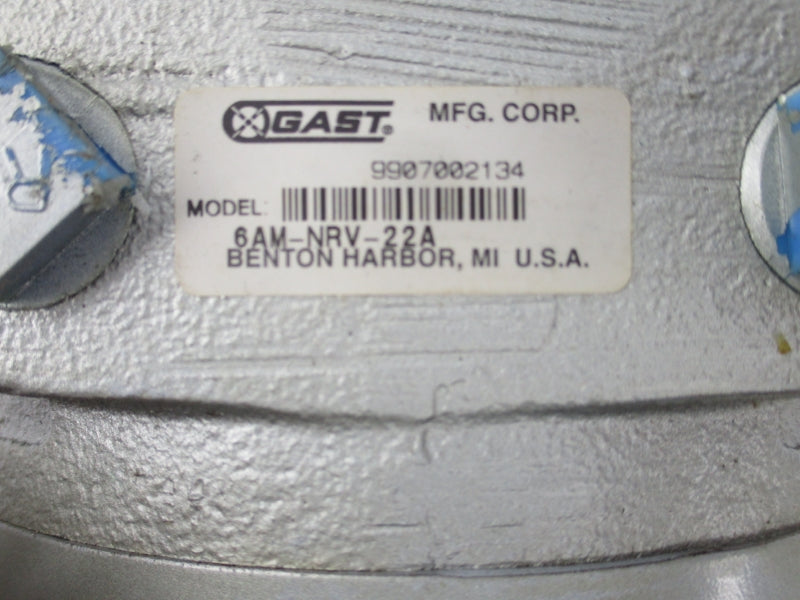 GAST® MFG. CORP.
9907002134
MODEL:
6AM-NRV-22A
BENTON HARBOR, MI U.S.A.